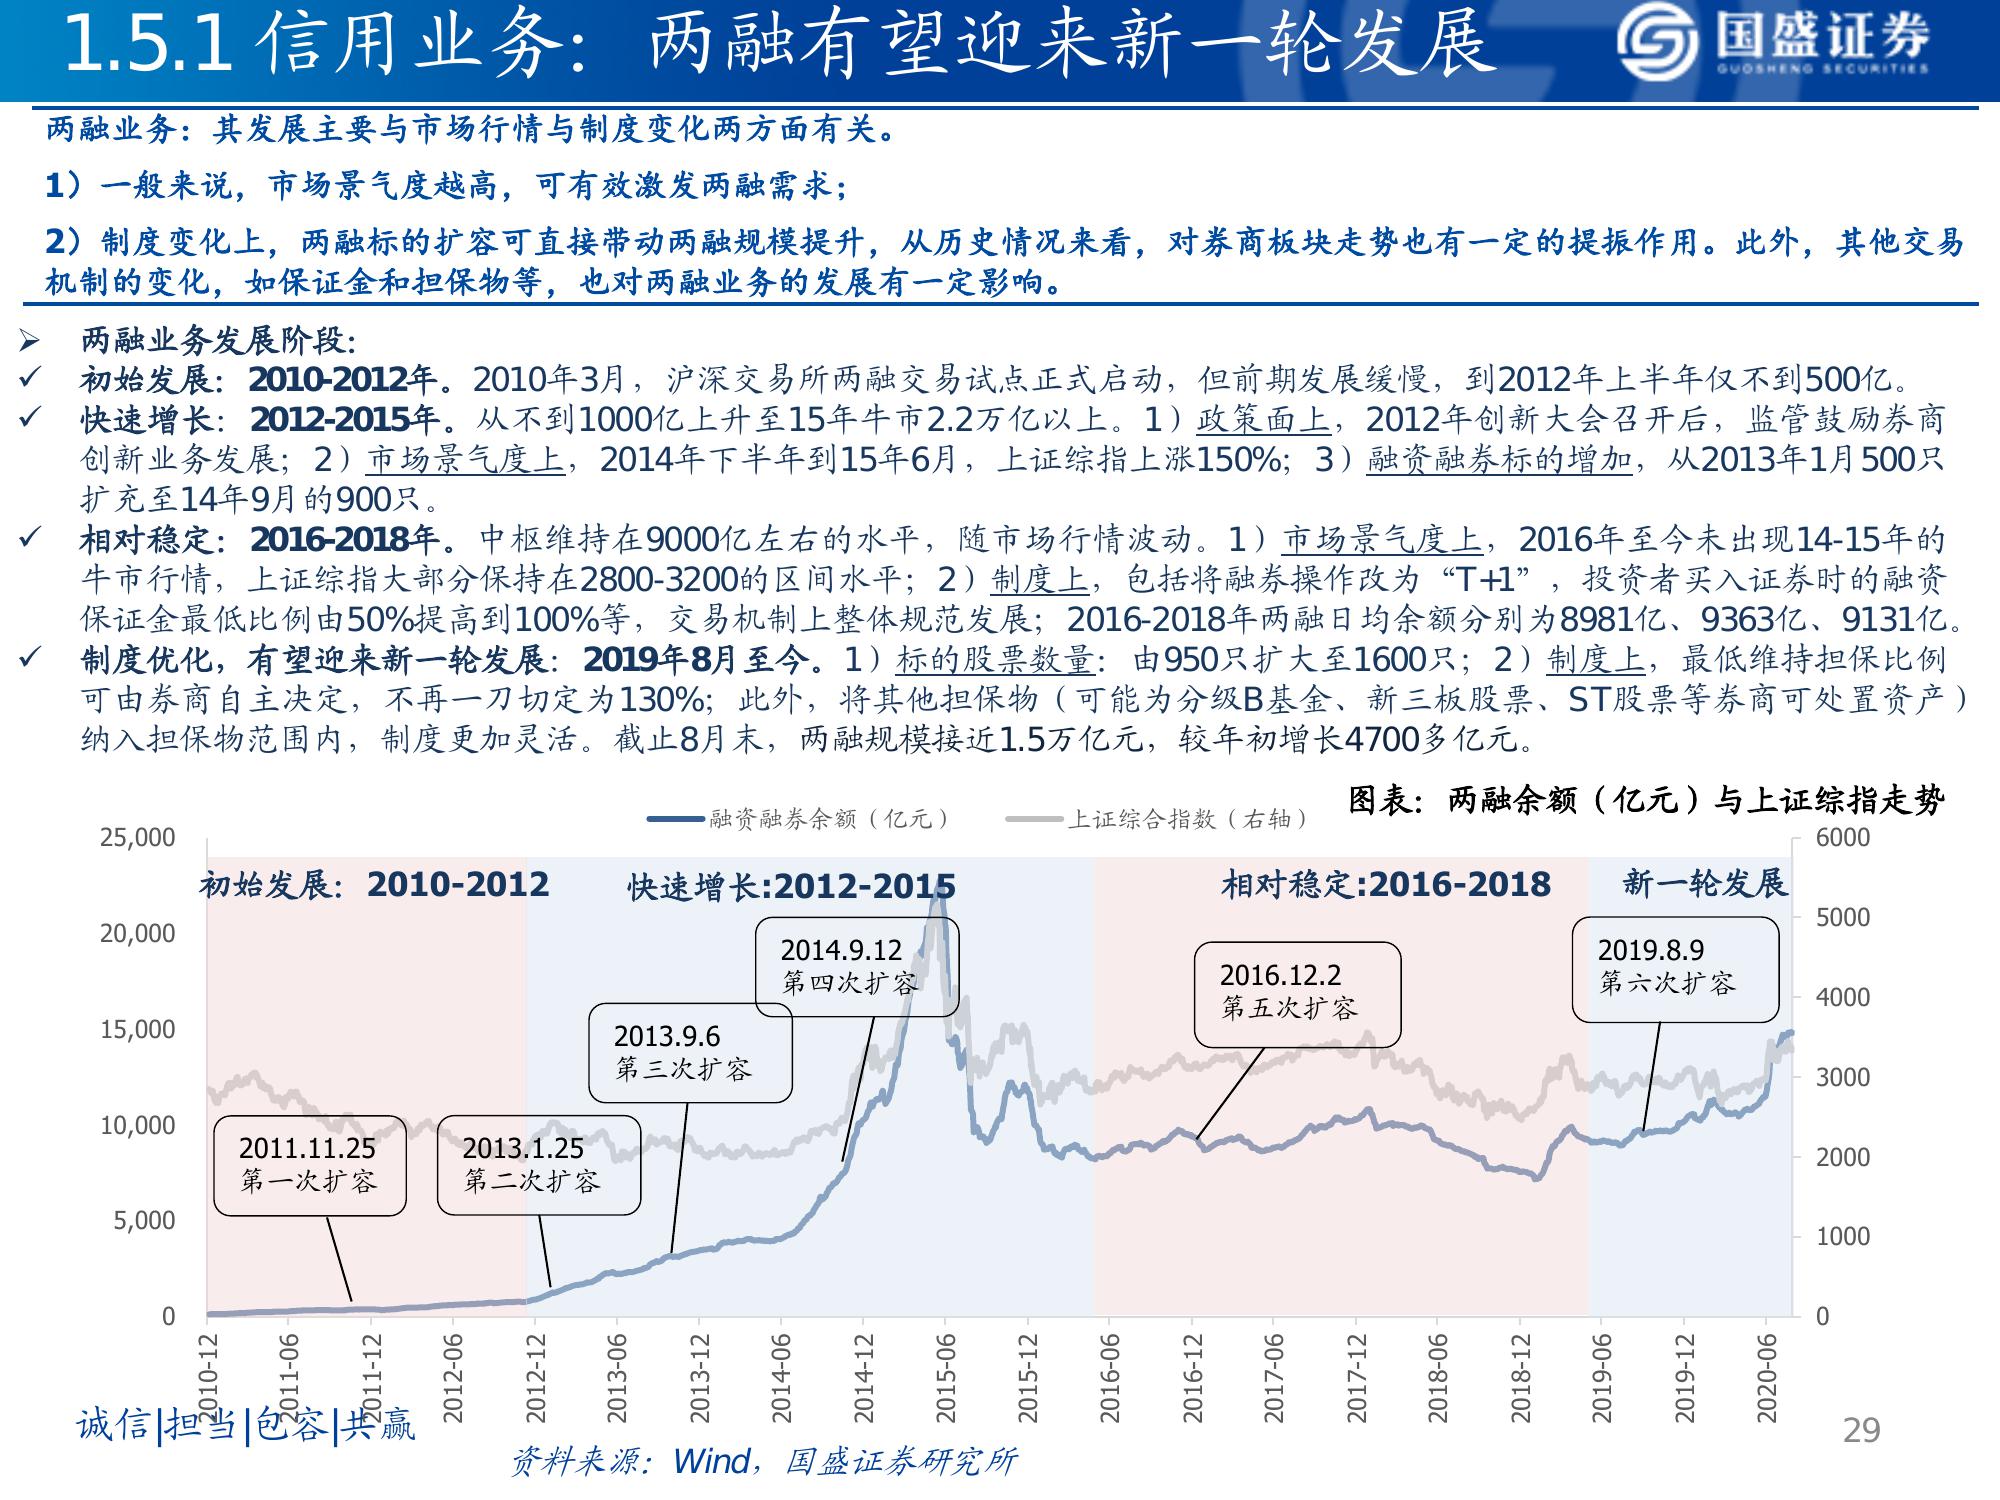 1.5.1 信用业务： 两融有望迎来新一轮发展
国盛证券
GUOSHENG SECURITIES
两融业务：其发展主要与市场行情与制度变化两方面有关。
1）一般来说，市场景气度越高，可有效激发两融需求；
2）制度变化上，两融标的扩容可直接带动两融规模提升，从历史情况来看，对券商板块走势也有一定的提振作用。此外，其他交易
机制的变化，如保证金和担保物等，也对两融业务的发展有一定影响。
➢ 两融业务发展阶段：
✓ 初始发展：2010-2012年。2010年3月，沪深交易所两融交易试点正式启动，但前期发展缓慢，到2012年上半年仅不到500亿。
✓ 快速增长：2012-2015年。从不到1000亿上升至15年牛市2.2万亿以上。1）政策面上，2012年创新大会召开后，监管鼓励券商
创新业务发展；2）市场景气度上，2014年下半年到15年6月，上证综指上涨150%；3）融资融券标的增加，从2013年1月500只
扩充至14年9月的900只。
✓ 相对稳定：2016-2018年。中枢维持在9000亿左右的水平，随市场行情波动。1）市场景气度上，2016年至今未出现14-15年的
牛市行情，上证综指大部分保持在2800-3200的区间水平；2）制度上，包括将融券操作改为“T+1”，投资者买入证券时的融资
保证金最低比例由50%提高到100%等，交易机制上整体规范发展；2016-2018年两融日均余额分别为8981亿、9363亿、9131亿。
✓ 制度优化，有望迎来新一轮发展：2019年8月至今。1）标的股票数量：由950只扩大至1600只；2）制度上，最低维持担保比例
可由券商自主决定，不再一刀切定为130%；此外，将其他担保物（可能为分级B基金、新三板股票、ST股票等券商可处置资产）
纳入担保物范围内，制度更加灵活。截止8月末，两融规模接近1.5万亿元，较年初增长4700多亿元。
图表：两融余额（亿元）与上证综指走势
融资融券余额（亿元） 上证综合指数（右轴）
25,000
20,000
15,000
10,000
5,000
0
6000
5000
4000
3000
2000
1000
0
初始发展：2010-2012
快速增长:2012-2015
相对稳定:2016-2018
新一轮发展
2011.11.25
第一次扩容
2013.1.25
第二次扩容
2013.9.6
第三次扩容
2014.9.12
第四次扩容
2016.12.2
第五次扩容
2019.8.9
第六次扩容
2010-12
2011-06
2011-12
2012-06
2012-12
2013-06
2013-12
2014-06
2014-12
2015-06
2015-12
2016-06
2016-12
2017-06
2017-12
2018-06
2018-12
2019-06
2019-12
2020-06
诚信|担当|包容|共赢
资料来源：Wind，国盛证券研究所
29